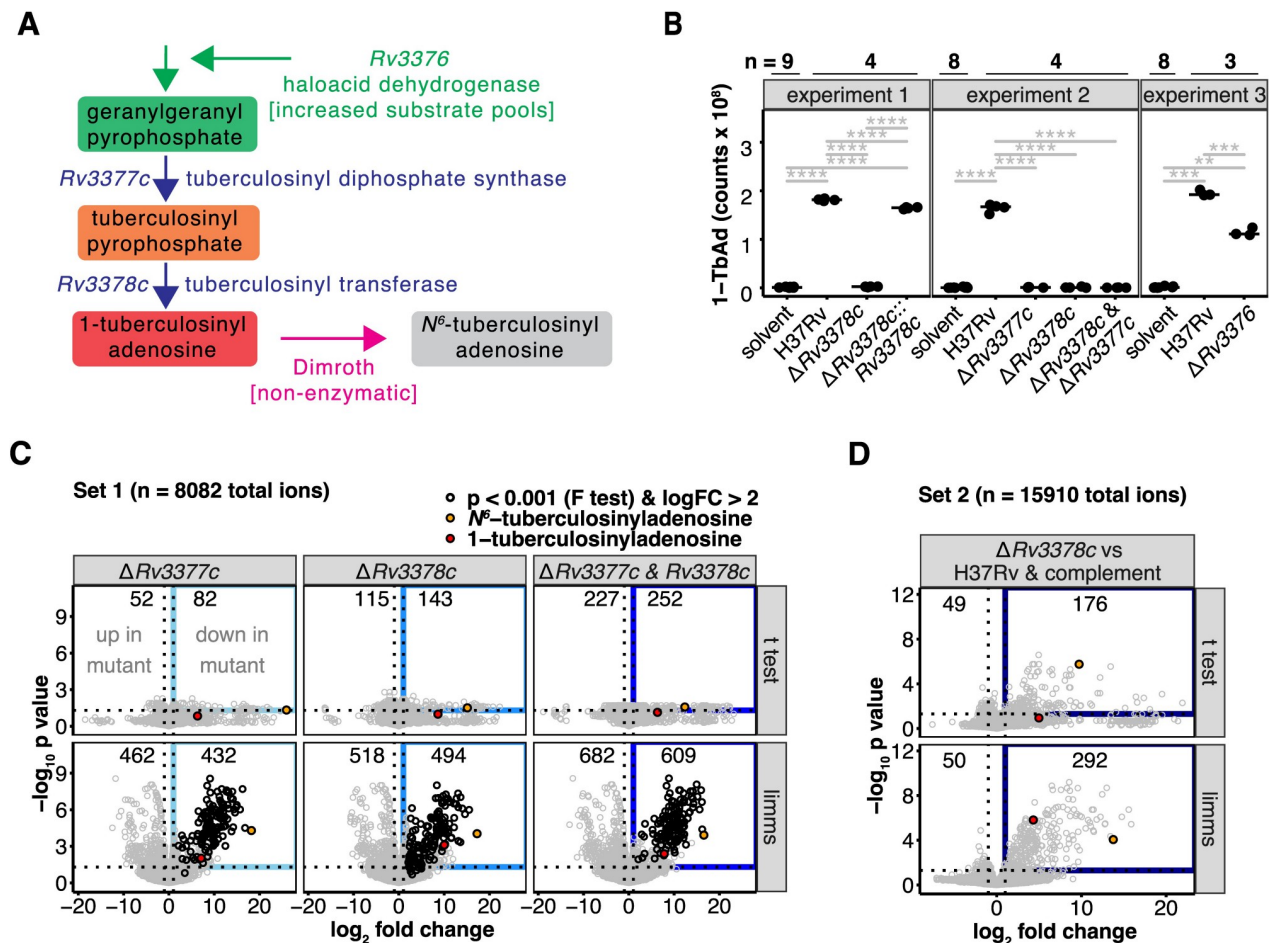 A
Rv3376
haloacid dehydrogenase
[increased substrate pools]
geranylgeranyl
pyrophosphate
Rv3377c
tuberculosinyl diphosphate synthase
tuberculosinyl
pyrophosphate
Rv3378c
tuberculosinyl transferase
1-tuberculosinyl
adenosine
N⁶-tuberculosinyl
adenosine
Dimroth
[non-enzymatic]
B
n = 9 4 8 4 8 3
experiment 1 experiment 2 experiment 3
1−TbAd (counts x 10⁸)
3
2
1
0
****
****
****
****
****
****
****
****
****
***
**
***
solvent
H37Rv
ΔRv3378c
ΔRv3378c::
Rv3378c
solvent
H37Rv
ΔRv3377c
ΔRv3378c
ΔRv3378c &
ΔRv3377c
solvent
H37Rv
ΔRv3376
C
Set 1 (n = 8082 total ions)
p < 0.001 (F test) & logFC > 2
N⁶−tuberculosinyladenosine
1−tuberculosinyladenosine
ΔRv3377c ΔRv3378c ΔRv3377c & Rv3378c
52 82 115 143 227 252
up in
mutant
down in
mutant
t test
9
6
3
0
−log₁₀ p value
462 432 518 494 682 609
limms
9
6
3
0
−20 −10 0 10 20 −20 −10 0 10 20 −20 −10 0 10 20
log₂ fold change
D
Set 2 (n = 15910 total ions)
ΔRv3378c vs
H37Rv & complement
49 176
t test
12
8
4
0
−log₁₀ p value
50 292
limms
12
8
4
0
0 10 20
log₂ fold change